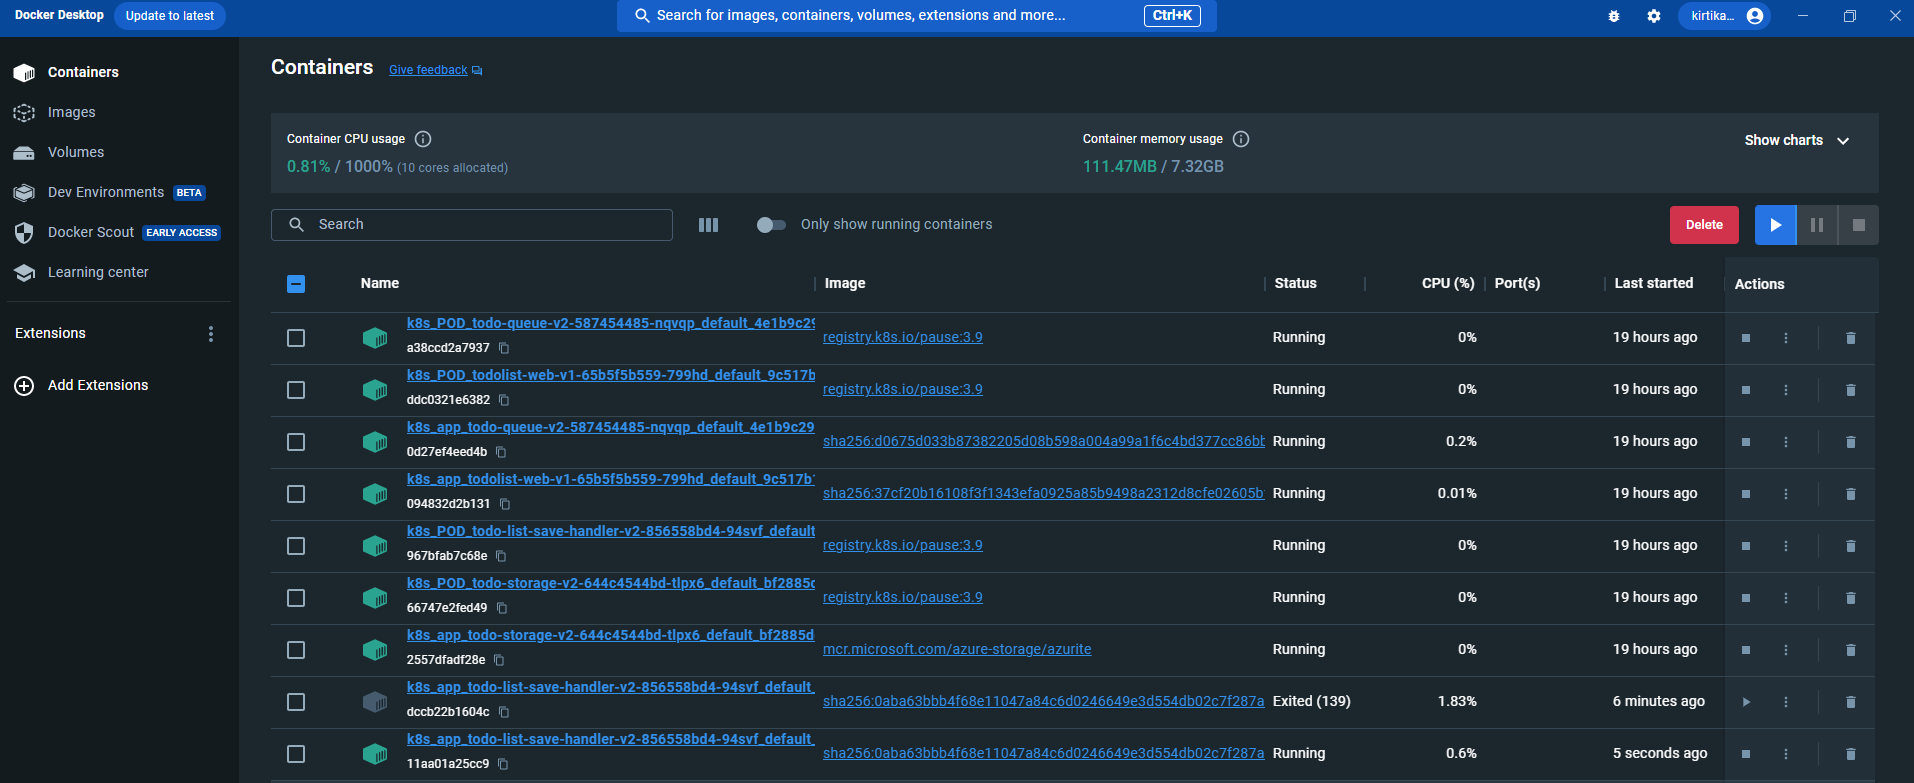 Docker Desktop Update to latest Search for images, containers, volumes, extensions and more... Ctrl+K kirtika...
Containers
Images
Volumes
Dev Environments BETA
Docker Scout EARLY ACCESS
Learning center
Extensions
Add Extensions
Containers Give feedback
Container CPU usage
0.81% / 1000% (10 cores allocated)
Container memory usage
111.47MB / 7.32GB
Show charts
Search Only show running containers Delete
Name Image Status CPU (%) Port(s) Last started Actions
k8s_POD_todo-queue-v2-587454485-nqvqp_default_4e1b9c29
a38ccd2a7937
registry.k8s.io/pause:3.9 Running 0% 19 hours ago
k8s_POD_todolist-web-v1-65b5f5b559-799hd_default_9c517b
ddc0321e6382
registry.k8s.io/pause:3.9 Running 0% 19 hours ago
k8s_app_todo-queue-v2-587454485-nqvqp_default_4e1b9c29
0d27ef4eed4b
sha256:d0675d033b87382205d08b598a004a99a1f6c4bd377cc86bb Running 0.2% 19 hours ago
k8s_app_todolist-web-v1-65b5f5b559-799hd_default_9c517b
094832d2b131
sha256:37cf20b16108f3f1343efa0925a85b9498a2312d8cfe02605b Running 0.01% 19 hours ago
k8s_POD_todo-list-save-handler-v2-856558bd4-94svf_default
967bfab7c68e
registry.k8s.io/pause:3.9 Running 0% 19 hours ago
k8s_POD_todo-storage-v2-644c4544bd-tlpx6_default_bf2885d
66747e2fed49
registry.k8s.io/pause:3.9 Running 0% 19 hours ago
k8s_app_todo-storage-v2-644c4544bd-tlpx6_default_bf2885d
2557dfadf28e
mcr.microsoft.com/azure-storage/azurite Running 0% 19 hours ago
k8s_app_todo-list-save-handler-v2-856558bd4-94svf_default_
dccb22b1604c
sha256:0aba63bbb4f68e11047a84c6d0246649e3d554db02c7f287a Exited (139) 1.83% 6 minutes ago
k8s_app_todo-list-save-handler-v2-856558bd4-94svf_default_
11aa01a25cc9
sha256:0aba63bbb4f68e11047a84c6d0246649e3d554db02c7f287a Running 0.6% 5 seconds ago